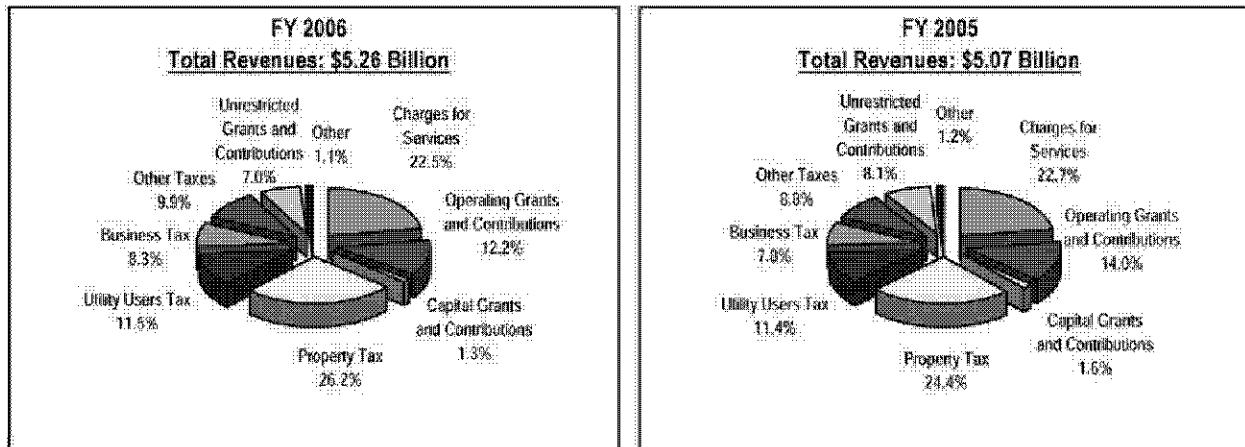 FY 2006
Total Revenues: $5.26 Billion
Unrestricted
Grants and
Contributions
7.0%
Other
1.1%
Charges for
Services
22.5%
Other Taxes
9.9%
Operating Grants
and Contributions
12.2%
Business Tax
8.3%
Utility Users Tax
11.5%
Capital Grants
and Contributions
1.3%
Property Tax
26.2%
FY 2005
Total Revenues: $5.07 Billion
Unrestricted
Grants and
Contributions
8.1%
Other
1.2%
Charges for
Services
22.7%
Other Taxes
8.8%
Operating Grants
and Contributions
14.0%
Business Tax
7.8%
Utility Users Tax
11.4%
Capital Grants
and Contributions
1.6%
Property Tax
24.4%